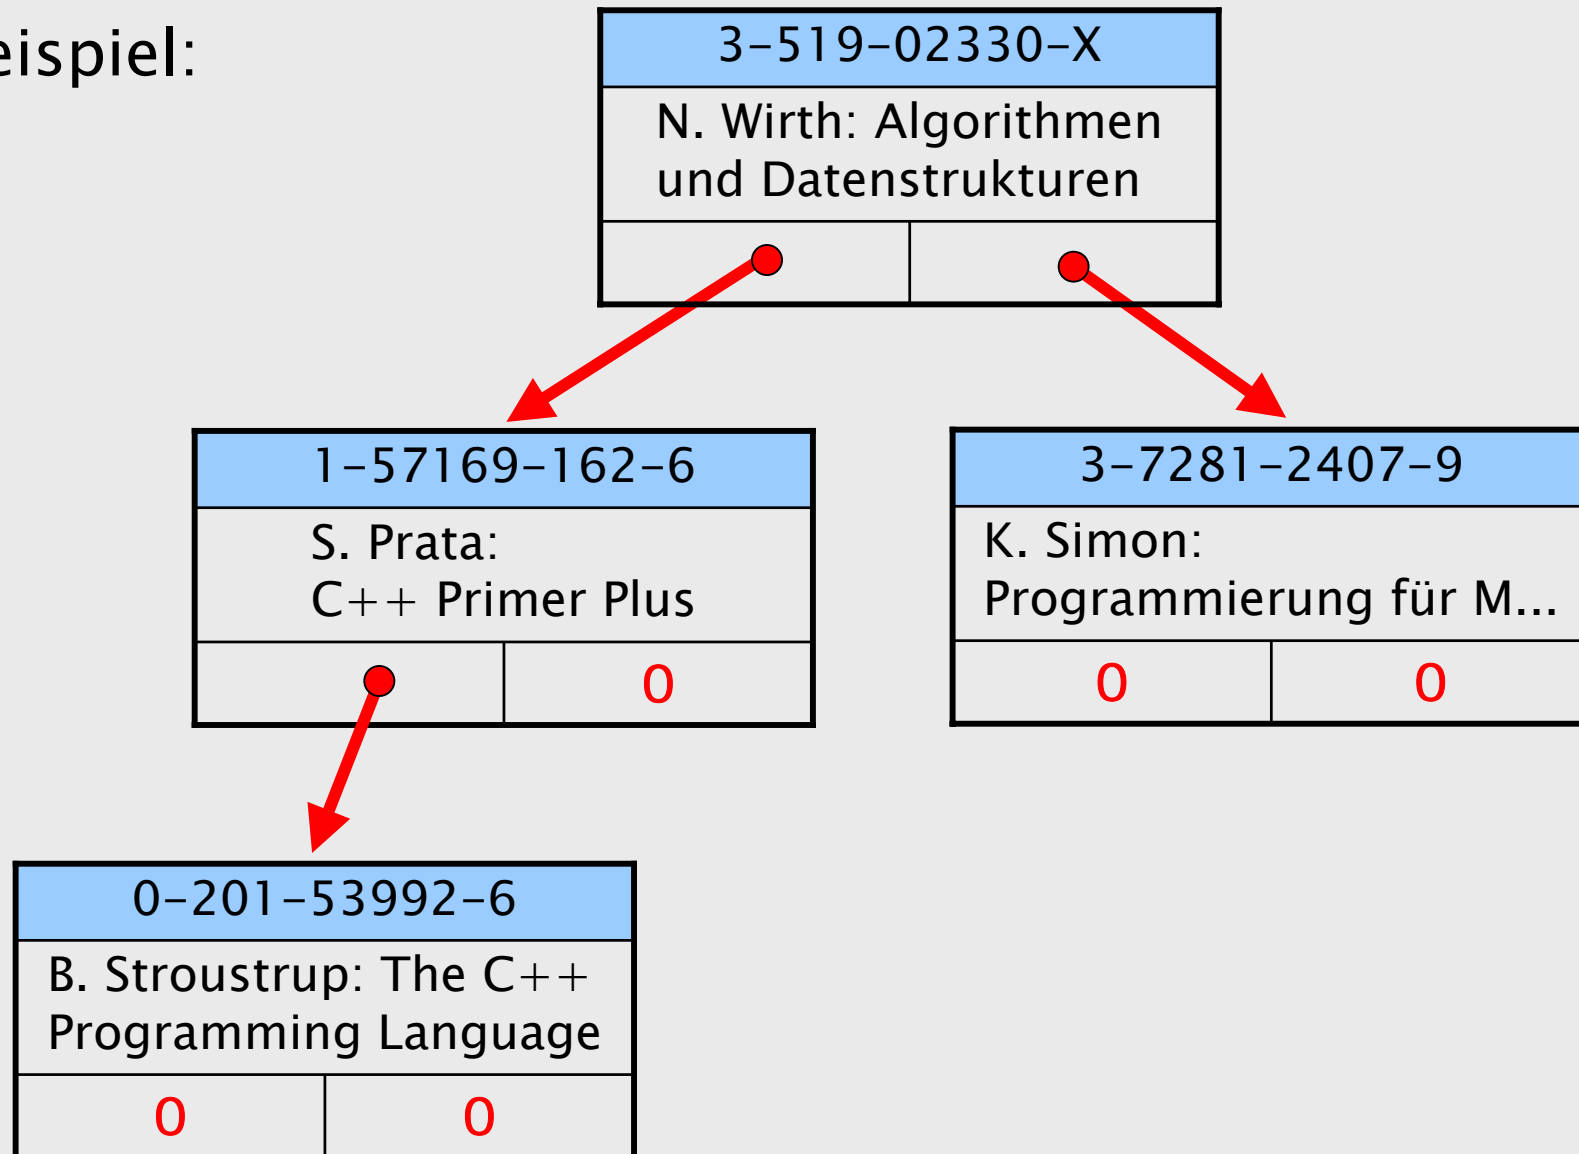 eispiel:
3-519-02330-X
N. Wirth: Algorithmen
und Datenstrukturen
1-57169-162-6
S. Prata:
C++ Primer Plus
0
3-7281-2407-9
K. Simon:
Programmierung für M...
0 0
0-201-53992-6
B. Stroustrup: The C++
Programming Language
0 0